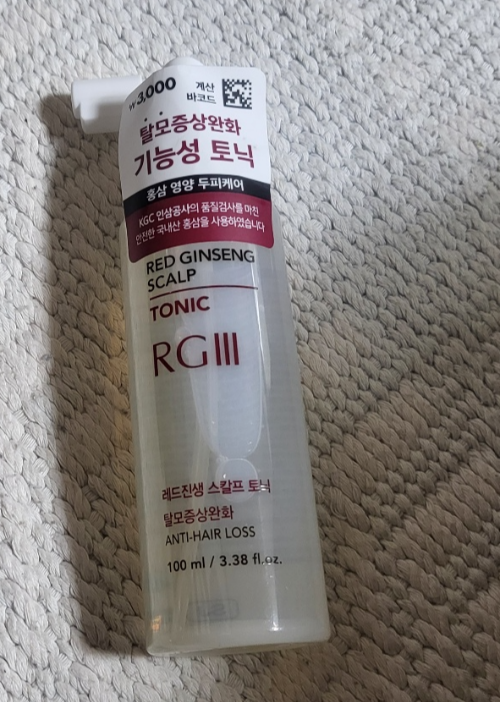 ₩3,000
계산
바코드
탈모증상완화
기능성 토닉
홍삼 영양 두피케어
KGC 인삼공사의 품질검사를 마친
안전한 국내산 홍삼을 사용하였습니다
RED GINSENG
SCALP
TONIC
RGIII
레드진생 스칼프 토닉
탈모증상완화
ANTI-HAIR LOSS
100 ml / 3.38 fl.oz.